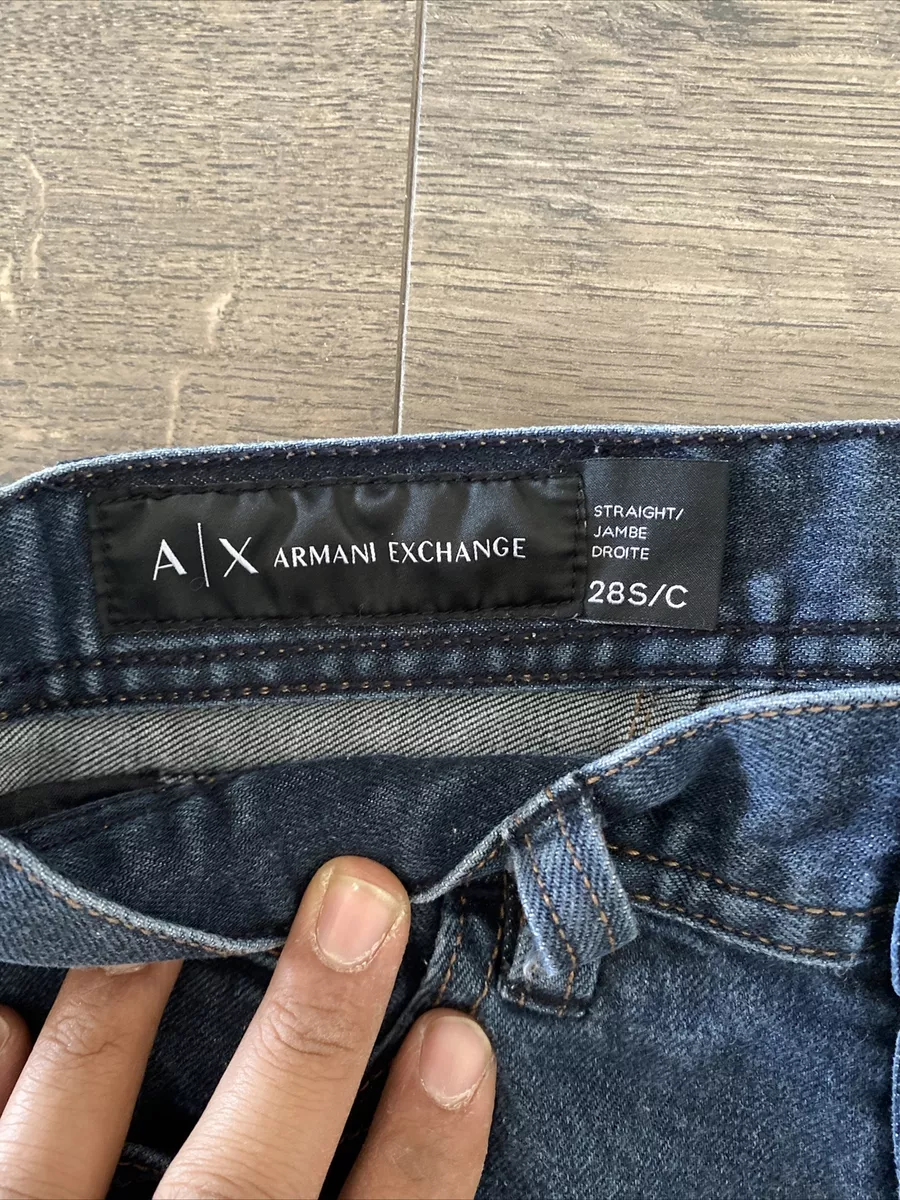 A|X ARMANI EXCHANGE
STRAIGHT/
JAMBE
DROITE
28S/C